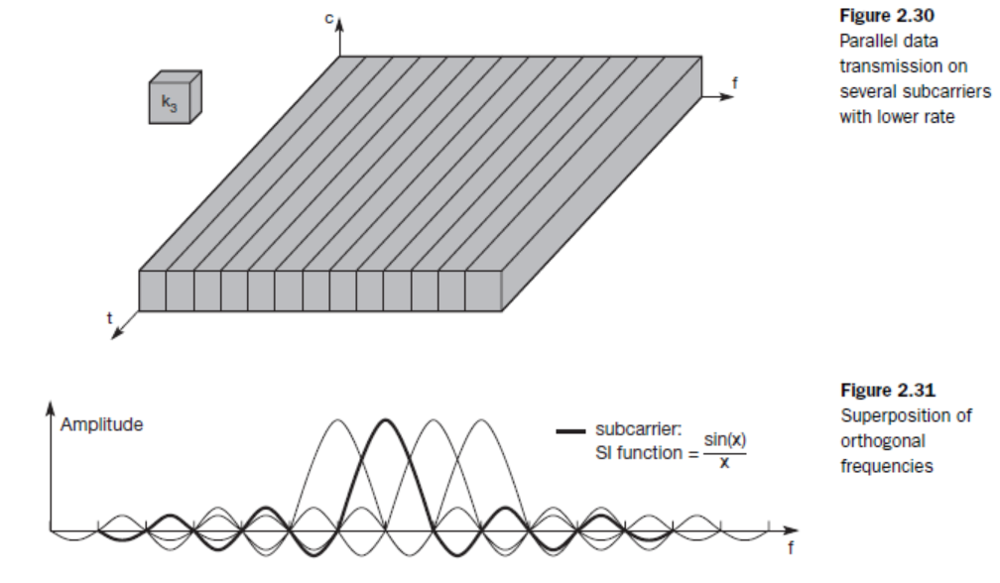 c
Figure 2.30
Parallel data
transmission on
several subcarriers
with lower rate
k3
f
t
Figure 2.31
Superposition of
orthogonal
frequencies
Amplitude
subcarrier:
SI function = sin(x)
x
f